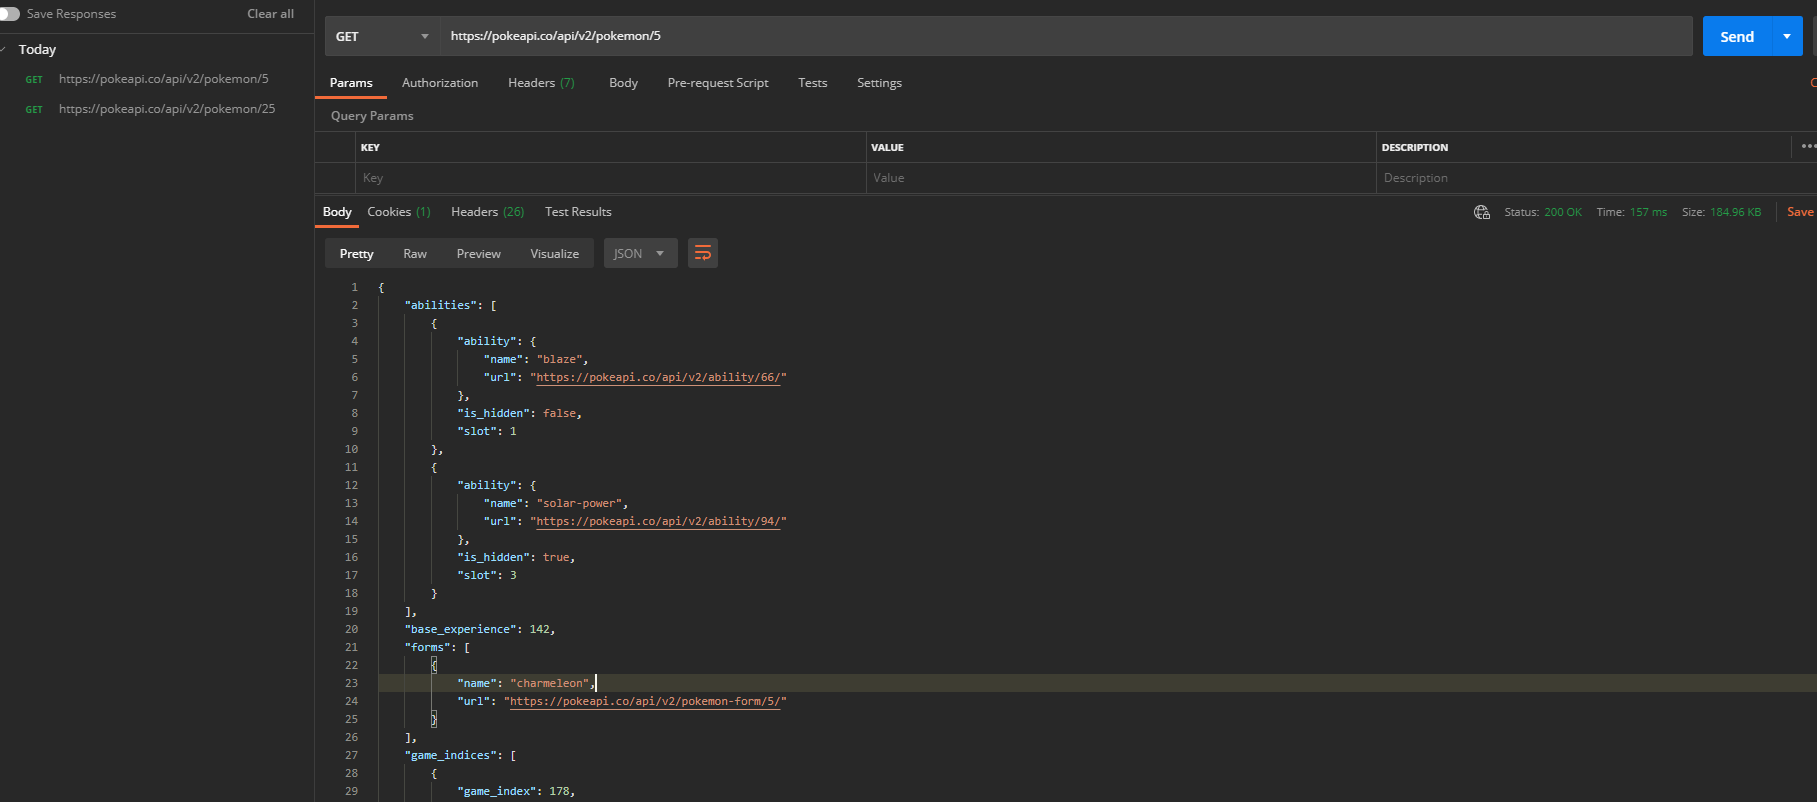 Save Responses Clear all
Today
GET https://pokeapi.co/api/v2/pokemon/5
GET https://pokeapi.co/api/v2/pokemon/25
GET https://pokeapi.co/api/v2/pokemon/5 Send
Params Authorization Headers (7) Body Pre-request Script Tests Settings
Query Params
KEY VALUE DESCRIPTION
Key Value Description
Body Cookies (1) Headers (26) Test Results Status: 200 OK Time: 157 ms Size: 184.96 KB Save
Pretty Raw Preview Visualize JSON
1 {
2 "abilities": [
3 {
4 "ability": {
5 "name": "blaze",
6 "url": "https://pokeapi.co/api/v2/ability/66/"
7 },
8 "is_hidden": false,
9 "slot": 1
10 },
11 {
12 "ability": {
13 "name": "solar-power",
14 "url": "https://pokeapi.co/api/v2/ability/94/"
15 },
16 "is_hidden": true,
17 "slot": 3
18 }
19 ],
20 "base_experience": 142,
21 "forms": [
22 {
23 "name": "charmeleon",
24 "url": "https://pokeapi.co/api/v2/pokemon-form/5/"
25 }
26 ],
27 "game_indices": [
28 {
29 "game_index": 178,